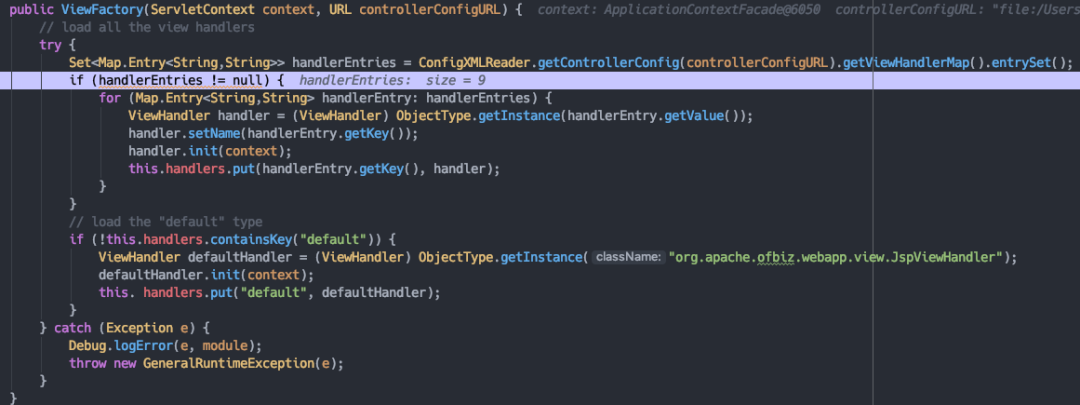 public ViewFactory(ServletContext context, URL controllerConfigURL) {  context: ApplicationContextFacade@6050  controllerConfigURL: "file:/Users
    // load all the view handlers
    try {
        Set<Map.Entry<String,String>> handlerEntries = ConfigXMLReader.getControllerConfig(controllerConfigURL).getViewHandlerMap().entrySet();
        if (handlerEntries != null) {  handlerEntries:  size = 9
            for (Map.Entry<String,String> handlerEntry: handlerEntries) {
                ViewHandler handler = (ViewHandler) ObjectType.getInstance(handlerEntry.getValue());
                handler.setName(handlerEntry.getKey());
                handler.init(context);
                this.handlers.put(handlerEntry.getKey(), handler);
            }
        }
        // load the "default" type
        if (!this.handlers.containsKey("default")) {
            ViewHandler defaultHandler = (ViewHandler) ObjectType.getInstance( className: "org.apache.ofbiz.webapp.view.JspViewHandler");
            defaultHandler.init(context);
            this. handlers.put("default", defaultHandler);
        }
    } catch (Exception e) {
        Debug.logError(e, module);
        throw new GeneralRuntimeException(e);
    }
}